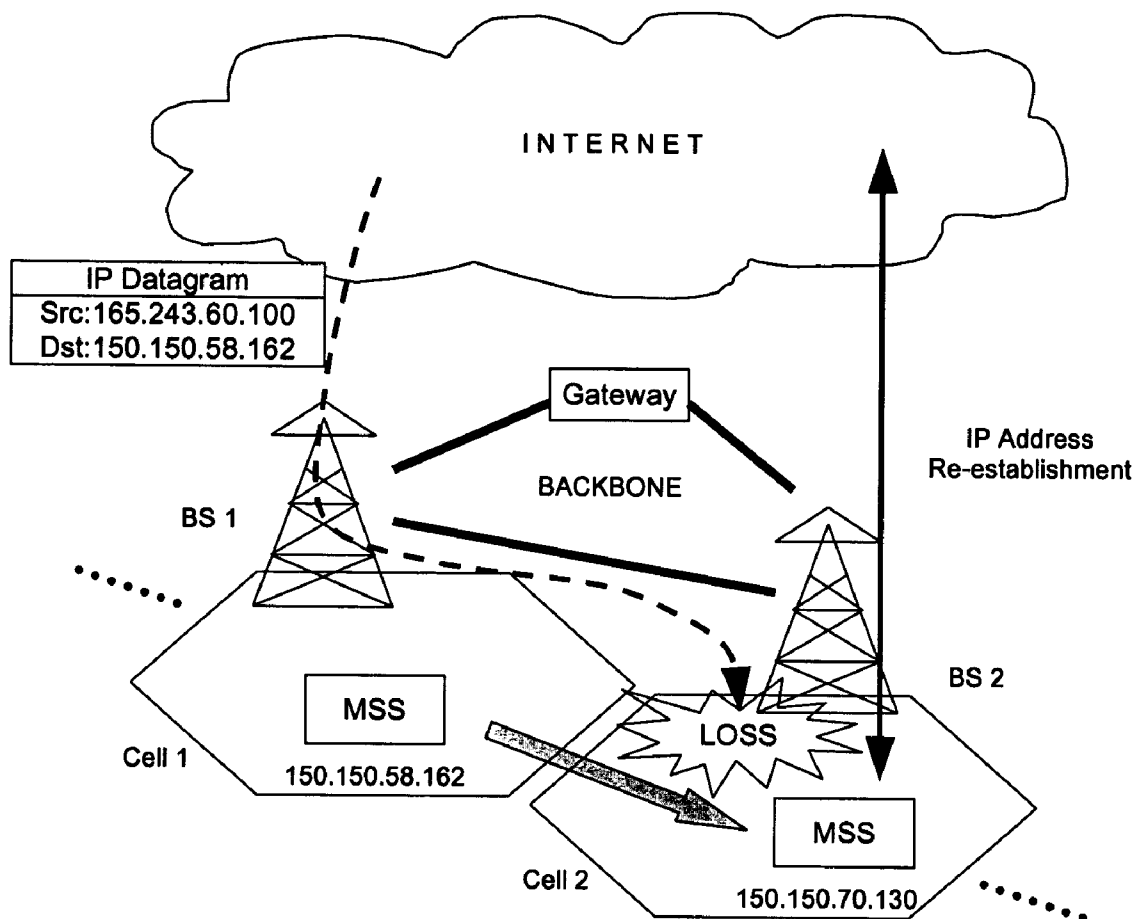 I N T E R N E T
IP Datagram
Src:165.243.60.100
Dst:150.150.58.162
Gateway
IP Address
Re-establishment
BACKBONE
BS 1
BS 2
MSS
LOSS
Cell 1
150.150.58.162
MSS
Cell 2
150.150.70.130